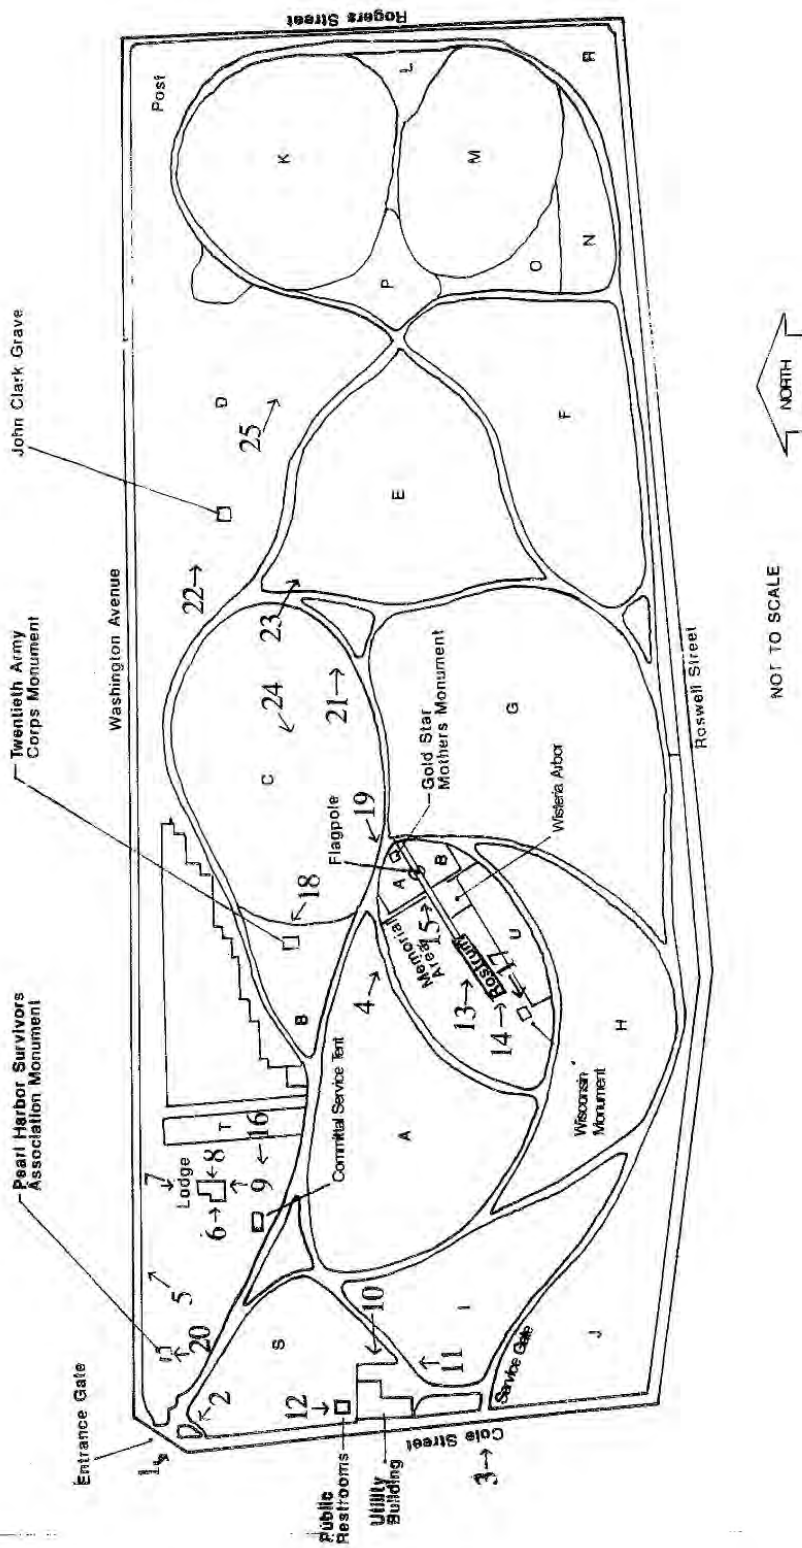 Rogers Street
Post
L
R
K
M
N
O
P
John Clark Grave
D
25
E
F
NORTH
NOT TO SCALE
Washington Avenue
22
23
Twentieth Army
Corps Monument
24
C
21
Gold Star
Mothers Monument
G
Roswell Street
Flagpole
19
Wisteria Arbor
18
A
B
Memorial
Area
15
Rostrum
U
17
13
14
4
H
Wisconsin
Monument
B
Pearl Harbor Survivors
Association Monument
T
16
Committal Service Tent
A
7
Lodge
8
6
9
5
20
10
I
11
J
Service Gate
S
2
12
Entrance Gate
1
Cole Street
3
Public
Restrooms
Utility
Building